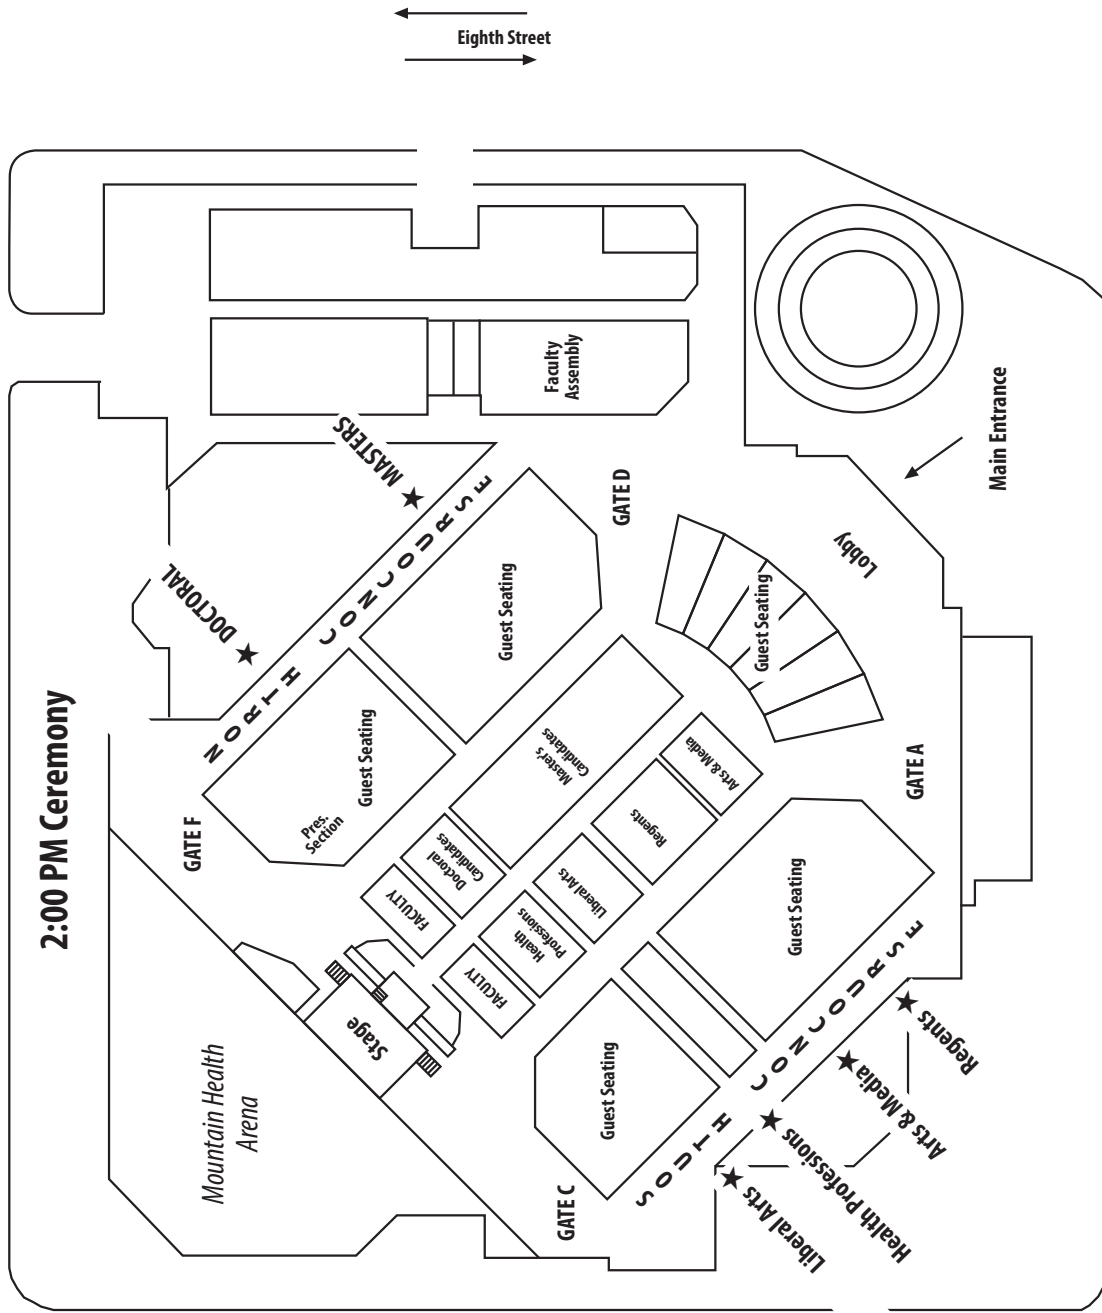 Eighth Street
2:00 PM Ceremony
Faculty
Assembly
MASTERS
DOCTORAL
NORTH CONCOURSE
GATE D
Main Entrance
Lobby
Guest Seating
Guest Seating
Guest Seating
Pres.
Section
GATE F
GATE A
Master's
Candidates
Doctoral
Candidates
FACULTY
Arts & Media
Regents
Liberal Arts
Health
Professions
FACULTY
Stage
Guest Seating
Guest Seating
Mountain Health
Arena
GATE C
SOUTH CONCOURSE
Regents
Arts & Media
Health Professions
Liberal Arts